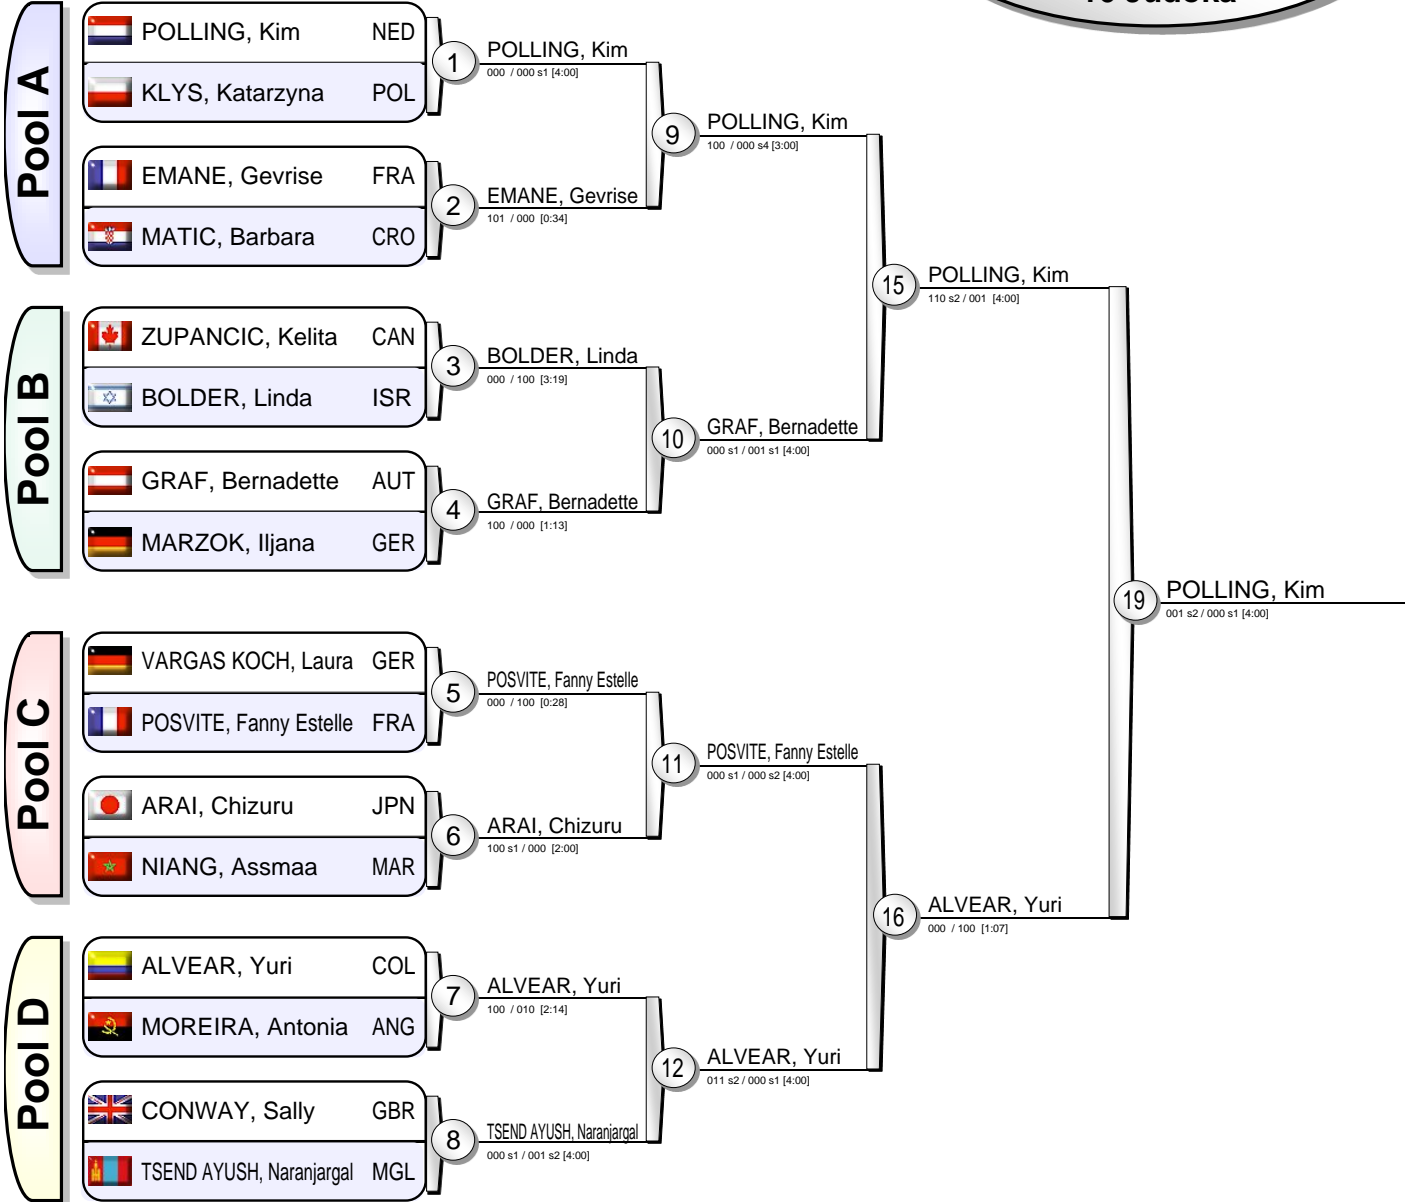 16 Judoka
Pool A
POLLING, Kim NED
KLYS, Katarzyna POL
1
POLLING, Kim
000 / 000 s1 [4:00]
EMANE, Gevrise FRA
MATIC, Barbara CRO
2
EMANE, Gevrise
101 / 000 [0:34]
9
POLLING, Kim
100 / 000 s4 [3:00]
Pool B
ZUPANCIC, Kelita CAN
BOLDER, Linda ISR
3
BOLDER, Linda
000 / 100 [3:19]
GRAF, Bernadette AUT
MARZOK, Iljana GER
4
GRAF, Bernadette
100 / 000 [1:13]
10
GRAF, Bernadette
000 s1 / 001 s1 [4:00]
15
POLLING, Kim
110 s2 / 001 [4:00]
Pool C
VARGAS KOCH, Laura GER
POSVITE, Fanny Estelle FRA
5
POSVITE, Fanny Estelle
000 / 100 [0:28]
ARAI, Chizuru JPN
NIANG, Assmaa MAR
6
ARAI, Chizuru
100 s1 / 000 [2:00]
11
POSVITE, Fanny Estelle
000 s1 / 000 s2 [4:00]
Pool D
ALVEAR, Yuri COL
MOREIRA, Antonia ANG
7
ALVEAR, Yuri
100 / 010 [2:14]
CONWAY, Sally GBR
TSEND AYUSH, Naranjargal MGL
8
TSEND AYUSH, Naranjargal
000 s1 / 001 s2 [4:00]
12
ALVEAR, Yuri
011 s2 / 000 s1 [4:00]
16
ALVEAR, Yuri
000 / 100 [1:07]
19
POLLING, Kim
001 s2 / 000 s1 [4:00]